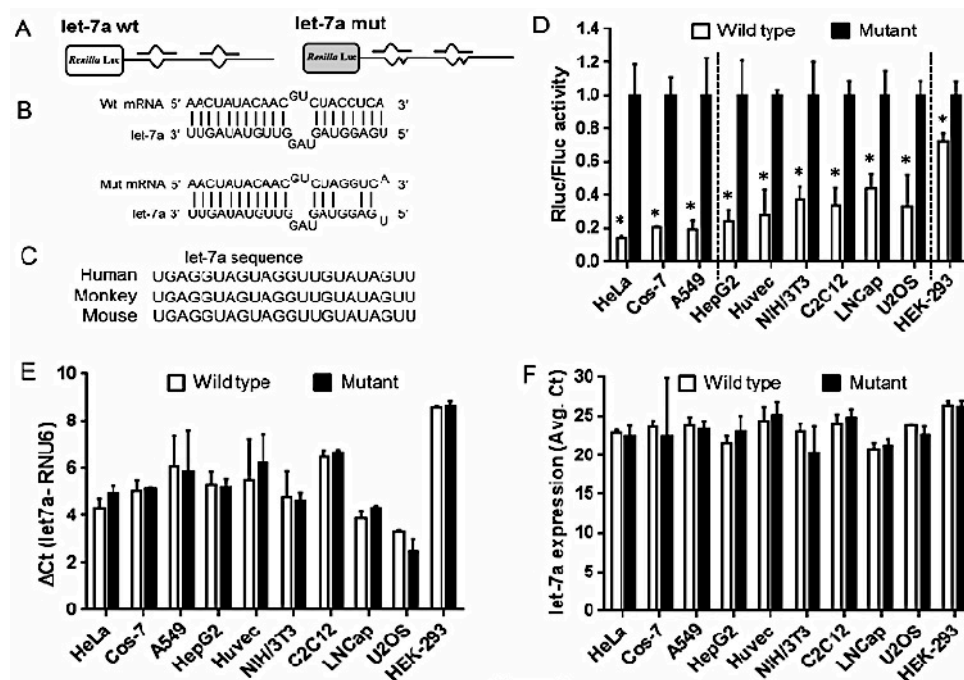 A
let-7a wt
let-7a mut
Renilla Luc
Renilla Luc
B
GU
Wt mRNA 5' AACUAUACAAC CUACCUCA 3'
let-7a 3' UUGAUAUGUUG GAUGGAGU 5'
GAU
GU A
Mut mRNA 5' AACUAUACAAC CUAGGUC 3'
let-7a 3' UUGAUAUGUUG GAUGGAG 5'
GAU U
C
let-7a sequence
Human UGAGGUAGUAGGUUGUAUAGUU
Monkey UGAGGUAGUAGGUUGUAUAGUU
Mouse UGAGGUAGUAGGUUGUAUAGUU
D
Wild type Mutant
Rluc/Fluc activity
1.4
1.2
1.0
0.8
0.6
0.4
0.2
0.0
* * * * * * * * * *
HeLa Cos-7 A549 HepG2 Huvec NIH/3T3 C2C12 LNCap U2OS HEK-293
E
Wild type Mutant
ΔCt (let7a- RNU6)
10
8
6
4
2
0
HeLa Cos-7 A549 HepG2 Huvec NIH/3T3 C2C12 LNCap U2OS HEK-293
F
Wild type Mutant
let-7a expression (Avg. Ct)
30
25
20
15
10
5
0
HeLa Cos-7 A549 HepG2 Huvec NIH/3T3 C2C12 LNCap U2OS HEK-293